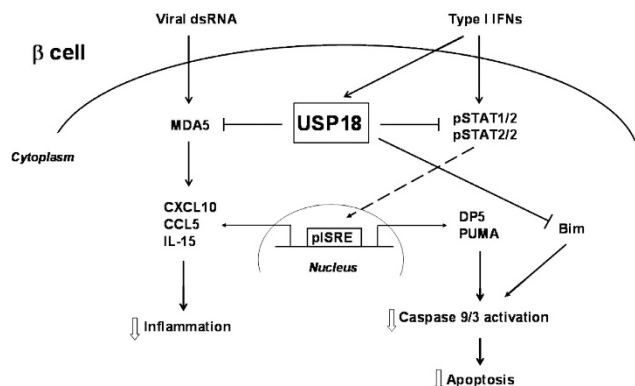 Viral dsRNA
Type I IFNs
β cell
MDA5
USP18
pSTAT1/2
pSTAT2/2
Cytoplasm
CXCL10
CCL5
IL-15
pISRE
Nucleus
DP5
PUMA
Bim
Inflammation
Caspase 9/3 activation
Apoptosis